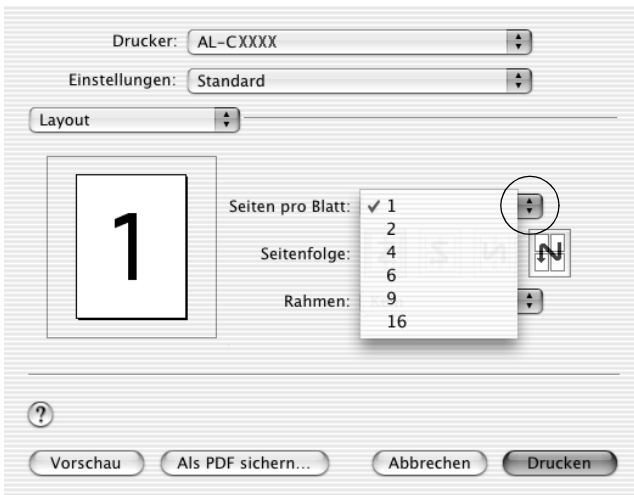 Drucker: AL-CXXXX
Einstellungen: Standard
Layout
1
Seiten pro Blatt: ✓ 1
2
Seitenfolge: 4
6
Rahmen: 9
16
?
Vorschau Als PDF sichern... Abbrechen Drucken